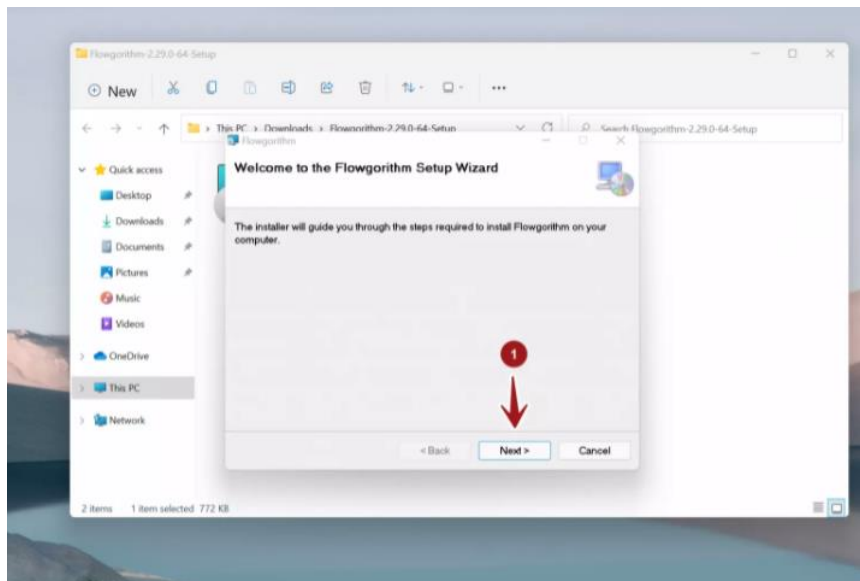 Flowgorithm-2.29.0-64-Setup
New
This PC > Downloads > Flowgorithm-2.29.0-64-Setup
Search Flowgorithm-2.29.0-64-Setup
Flowgorithm
Welcome to the Flowgorithm Setup Wizard
The installer will guide you through the steps required to install Flowgorithm on your
computer.
Quick access
Desktop
Downloads
Documents
Pictures
Music
Videos
OneDrive
This PC
Network
1
< Back
Next >
Cancel
2 items
1 item selected 772 KB